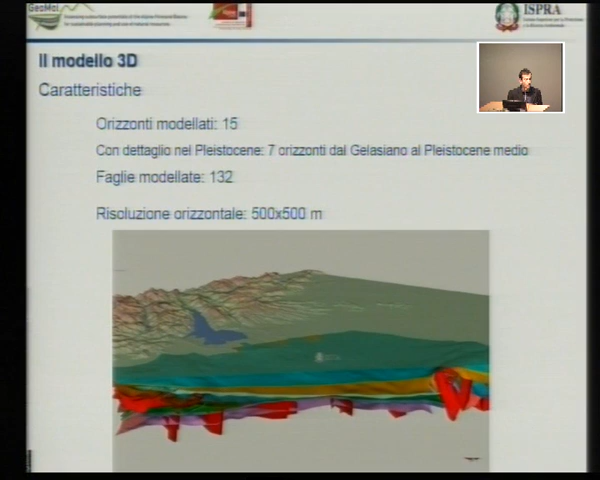 GeoMol
ISPRA
Il modello 3D
Caratteristiche
Orizzonti modellati: 15
Con dettaglio nel Pleistocene: 7 orizzonti dal Gelasiano al Pleistocene medio
Faglie modellate: 132
Risoluzione orizzontale: 500x500 m